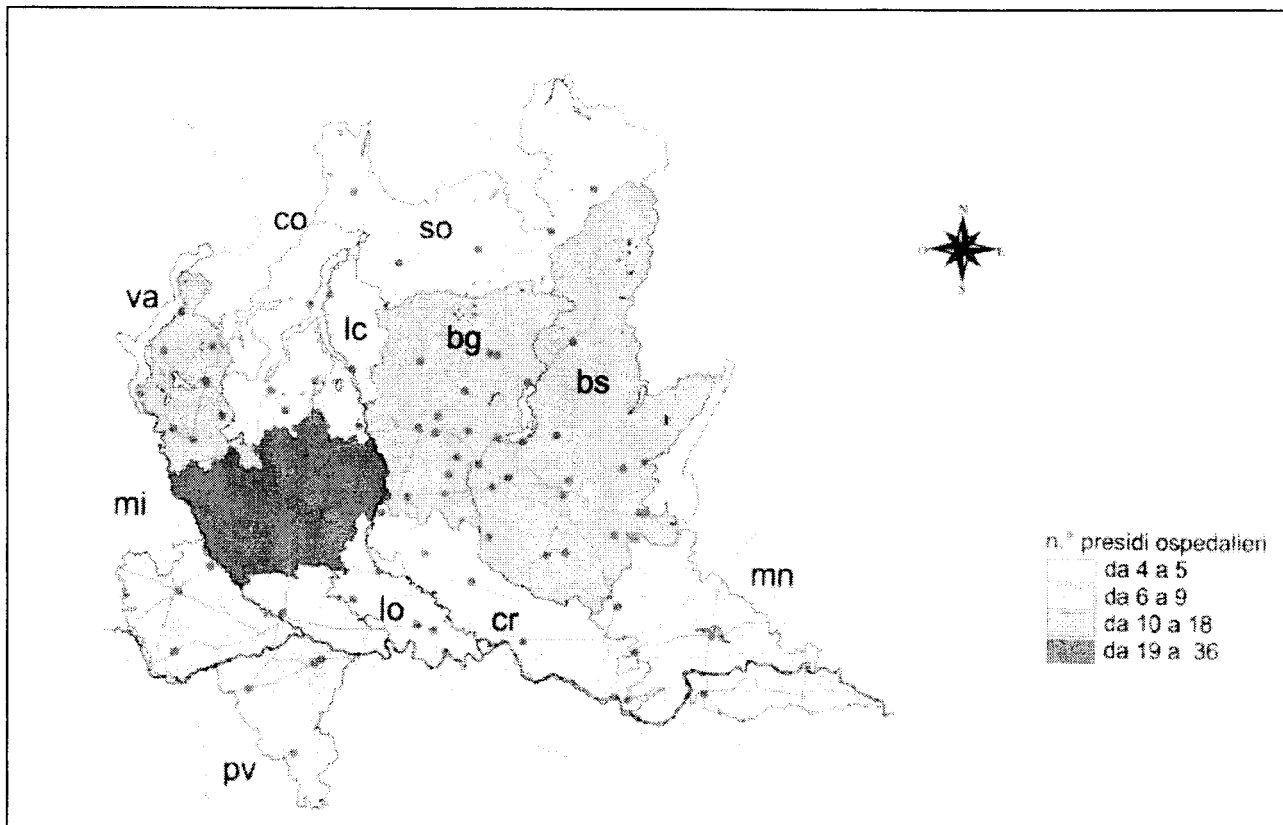 N
O
E
S
co
so
va
lc
bg
bs
mi
mn
lo
cr
pv
n.° presidi ospedalieri
da 4 a 5
da 6 a 9
da 10 a 18
da 19 a 36